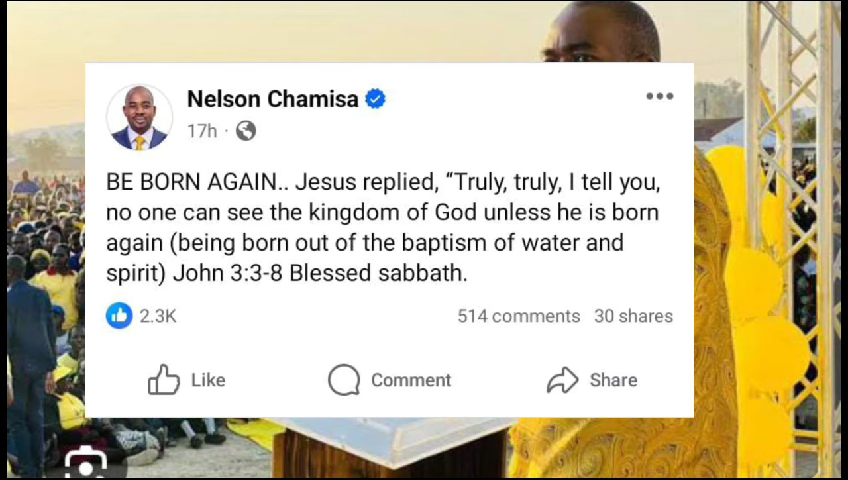 Nelson Chamisa
17h ·
BE BORN AGAIN.. Jesus replied, “Truly, truly, I tell you,
no one can see the kingdom of God unless he is born
again (being born out of the baptism of water and
spirit) John 3:3-8 Blessed sabbath.
2.3K 514 comments 30 shares
Like Comment Share